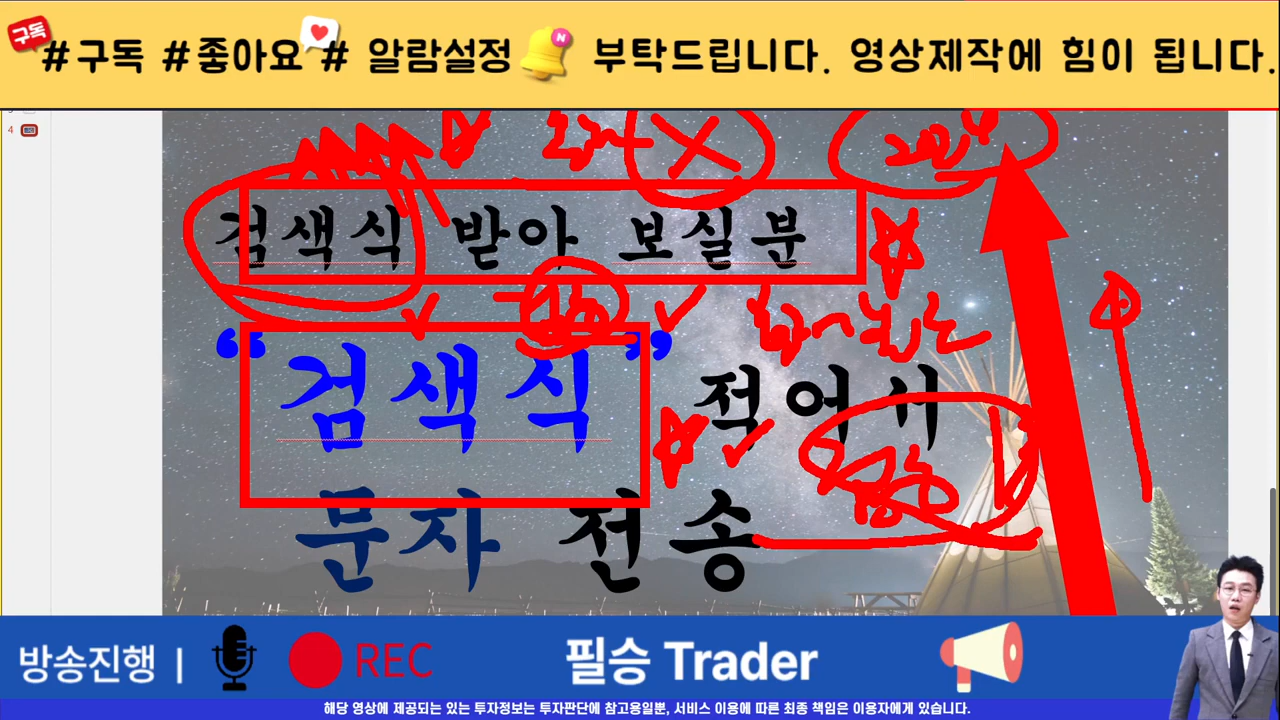 구독
#구독 #좋아요 # 알람설정 N 부탁드립니다. 영상제작에 힘이 됩니다.
4
검색식 받아 보실분
"검색식" 적어서
문자 전송
방송진행 | REC 필승 Trader
해당 영상에 제공되는 있는 투자정보는 투자판단에 참고용일뿐, 서비스 이용에 따른 최종 책임은 이용자에게 있습니다.